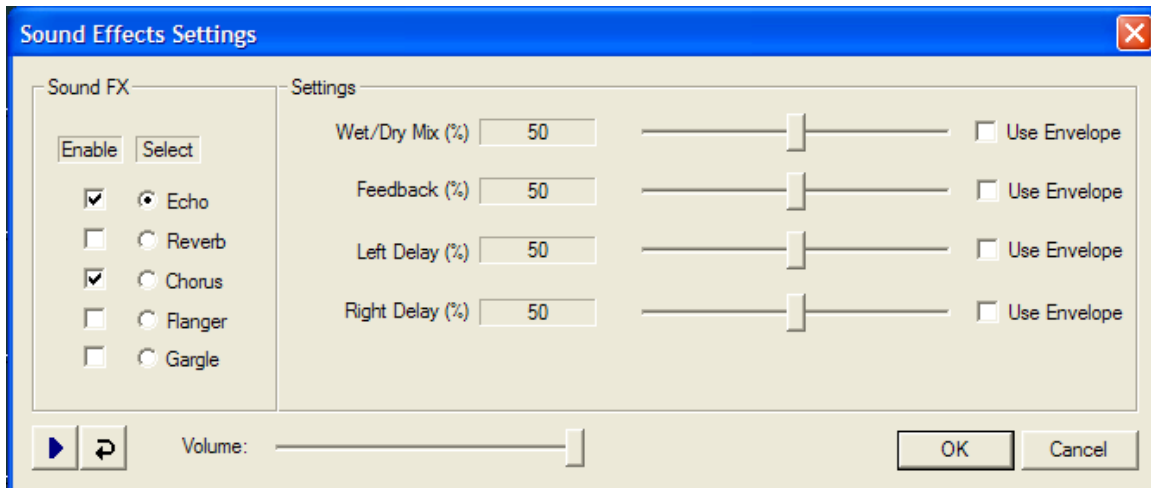 Sound Effects Settings
Sound FX
Enable Select
Echo
Reverb
Chorus
Flanger
Gargle
Settings
Wet/Dry Mix (%) 50 Use Envelope
Feedback (%) 50 Use Envelope
Left Delay (%) 50 Use Envelope
Right Delay (%) 50 Use Envelope
Volume:
OK Cancel